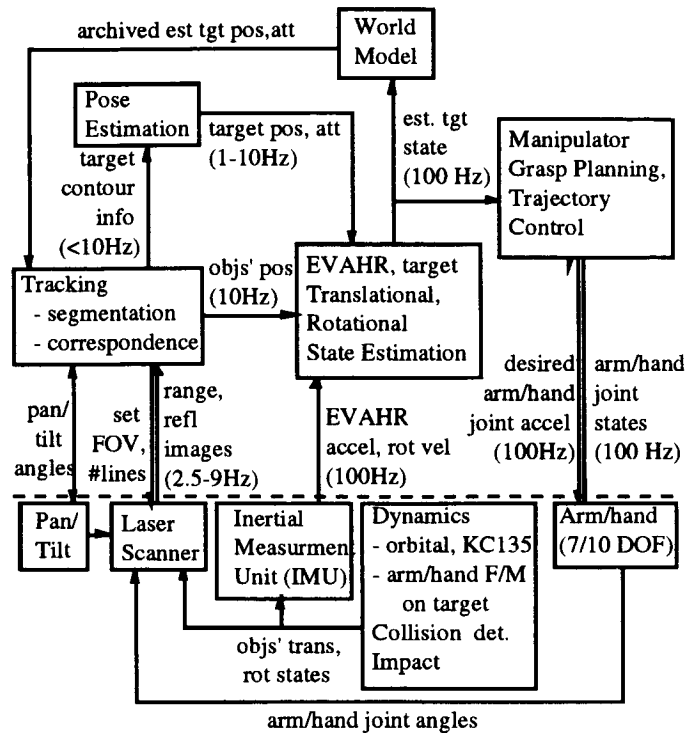 archived est tgt pos,att
World
Model
Pose
Estimation
target pos, att
(1-10Hz)
est. tgt
state
(100 Hz)
Manipulator
Grasp Planning,
Trajectory
Control
target
contour
info
(<10Hz)
objs' pos
(10Hz)
Tracking
- segmentation
- correspondence
EVAHR, target
Translational,
Rotational
State Estimation
pan/
tilt
angles
set
FOV,
#lines
range,
refl
images
(2.5-9Hz)
EVAHR
accel, rot vel
(100Hz)
desired
arm/hand
joint accel
(100Hz)
arm/hand
joint
states
(100 Hz)
Pan/
Tilt
Laser
Scanner
Inertial
Measurmen
Unit (IMU)
Dynamics
- orbital, KC135
- arm/hand F/M
on target
Collision det.
Impact
Arm/hand
(7/10 DOF)
objs' trans,
rot states
arm/hand joint angles